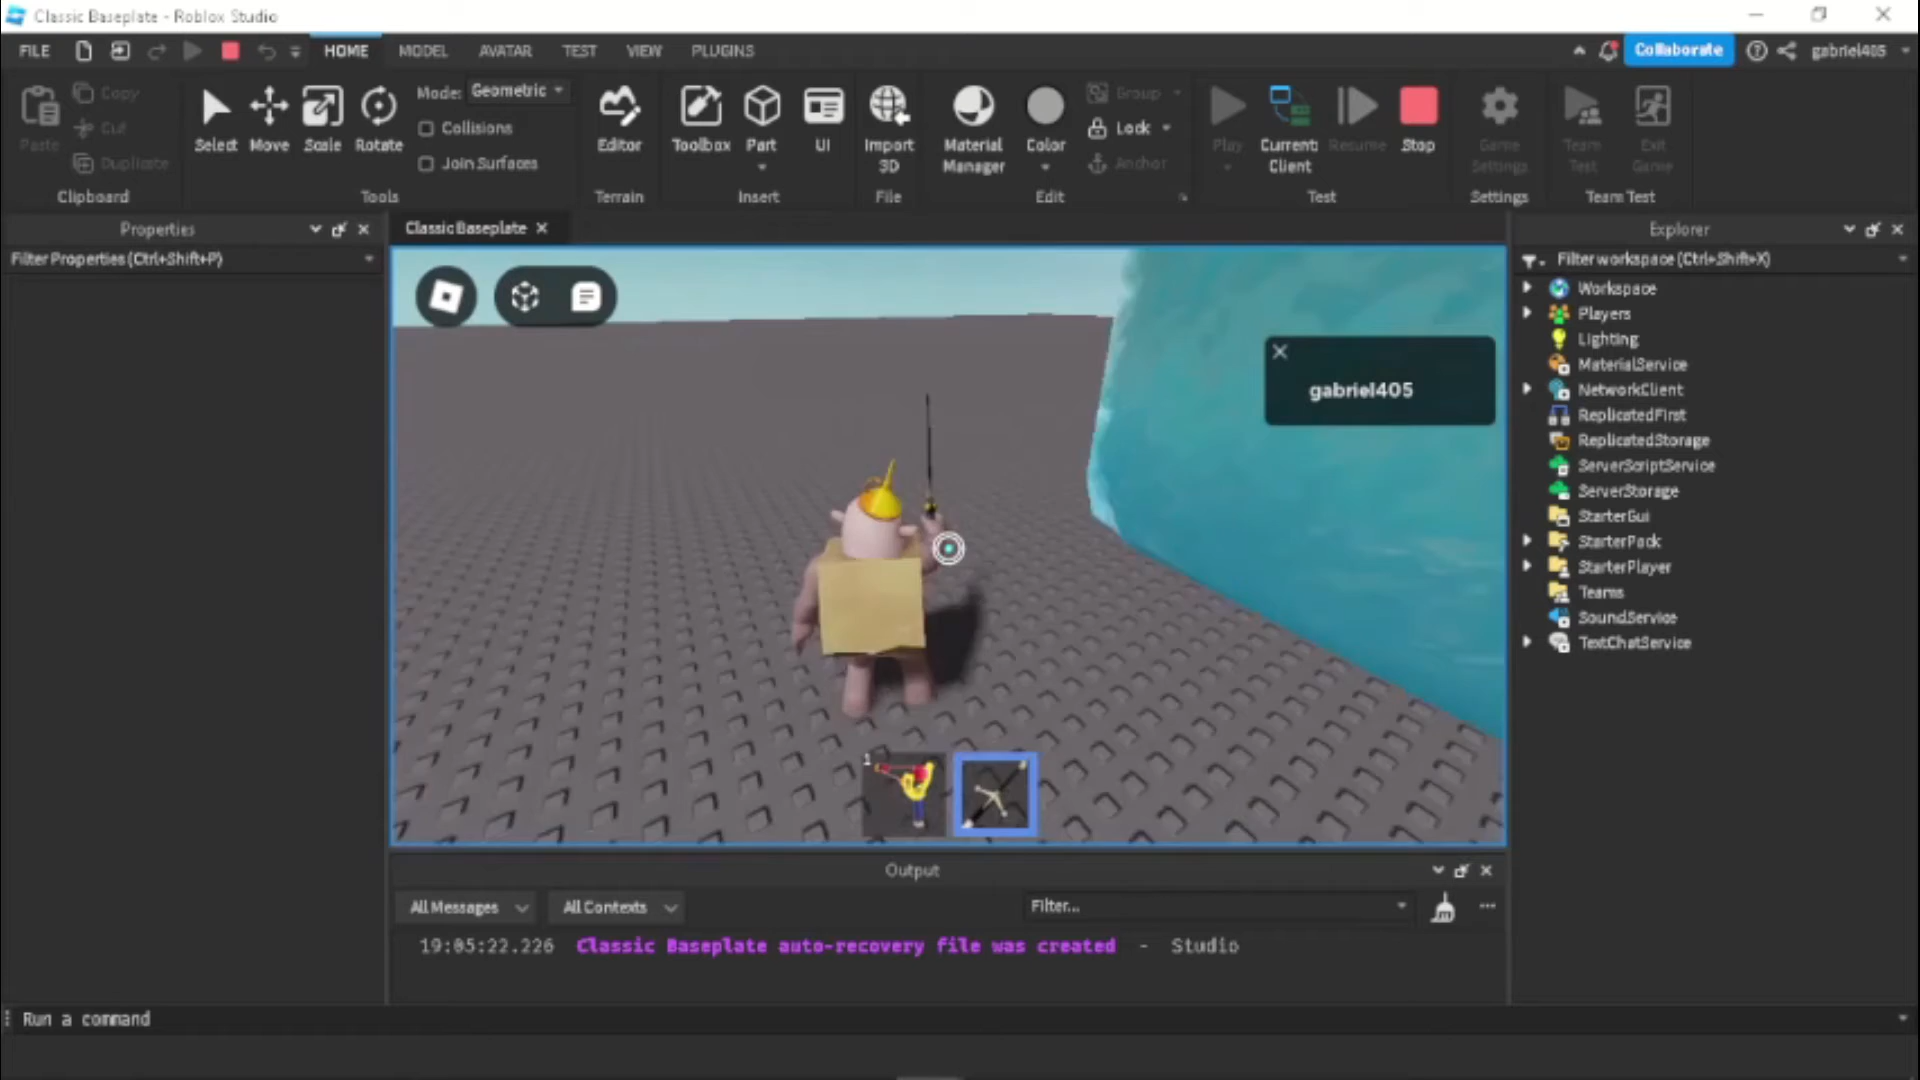 Classic Baseplate - Roblox Studio
FILE HOME MODEL AVATAR TEST VIEW PLUGINS Collaborate gabriel405
Paste Copy Cut Duplicate
Clipboard
Select Move Scale Rotate
Mode: Geometric
Collisions
Join Surfaces
Tools
Editor
Terrain
Toolbox Part UI
Insert
Import 3D
File
Material Manager Color
Group
Lock
Anchor
Edit
Play Current: Client Resume Stop
Test
Game Settings
Settings
Team Test Exit Game
Team Test
Properties
Filter Properties (Ctrl+Shift+P)
Classic Baseplate
gabriel405
1
Explorer
Filter workspace (Ctrl+Shift+X)
Workspace
Players
Lighting
MaterialService
NetworkClient
ReplicatedFirst
ReplicatedStorage
ServerScriptService
ServerStorage
StarterGui
StarterPack
StarterPlayer
Teams
SoundService
TextChatService
Output
All Messages All Contexts Filter...
19:05:22.226 Classic Baseplate auto-recovery file was created - Studio
Run a command